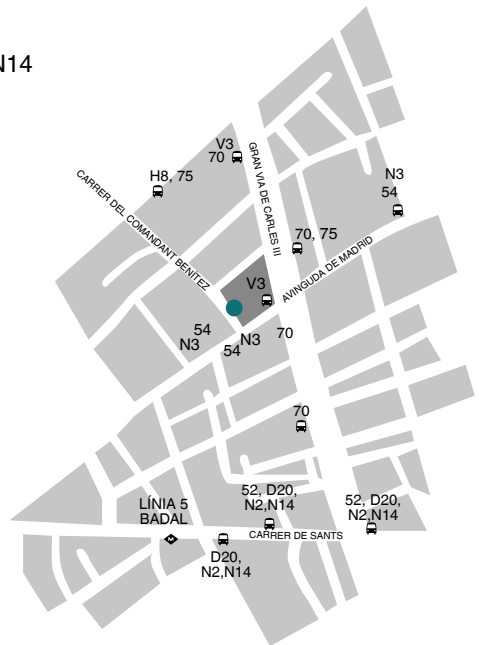 N14
V3
70
H8, 75
N3
54
CARRER DEL COMANDANT BENÍTEZ
GRAN VIA DE CARLES III
70, 75
AVINGUDA DE MADRID
V3
54
N3
54
N3
70
70
LÍNIA 5
BADAL
52, D20,
N2,N14
52, D20,
N2,N14
CARRER DE SANTS
D20,
N2,N14